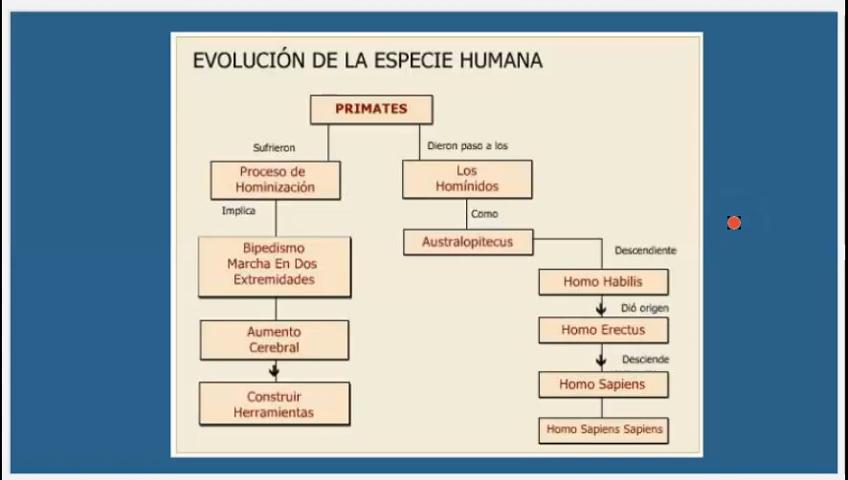 EVOLUCIÓN DE LA ESPECIE HUMANA
PRIMATES
Sufrieron
Dieron paso a los
Proceso de
Hominización
Los
Homínidos
Implica
Como
Bipedismo
Marcha En Dos
Extremidades
Australopitecus
Descendiente
Homo Habilis
Dió origen
Homo Erectus
Aumento
Cerebral
Desciende
Homo Sapiens
Construir
Herramientas
Homo Sapiens Sapiens